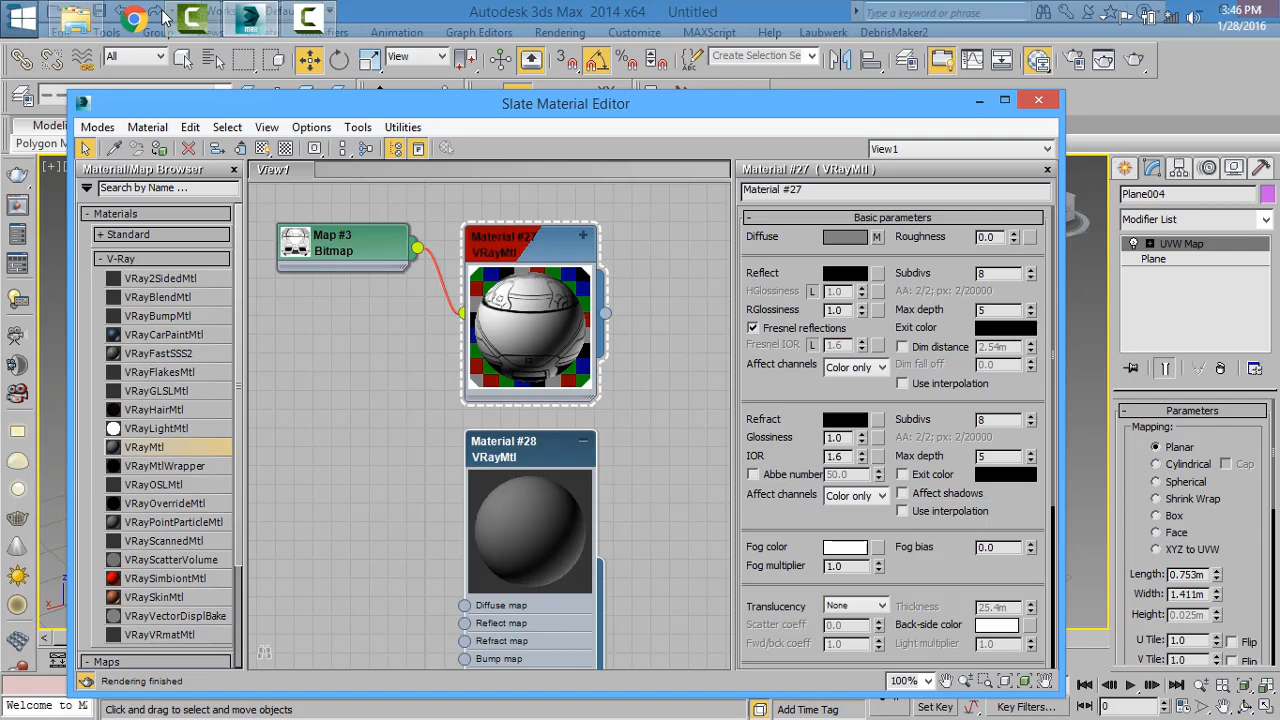 Autodesk 3ds Max 2014 x64 Untitled
3:46 PM
1/28/2016
Type a keyword or phrase
Tools
Group
Animation
Graph Editors
Rendering
Customize
MAXScript
Help
Laubwerk
DebrisMaker2
All
View
Create Selection Se
Slate Material Editor
Modes Material Edit Select View Options Tools Utilities
View1
Modeli
Polygon M
[+]
Material/Map Browser
Search by Name ...
- Materials
+ Standard
- V-Ray
VRay2SidedMtl
VRayBlendMtl
VRayBumpMtl
VRayCarPaintMtl
VRayFastSSS2
VRayFlakesMtl
VRayGLSLMtl
VRayHairMtl
VRayLightMtl
VRayMtl
VRayMtlWrapper
VRayOSLMtl
VRayOverrideMtl
VRayPointParticleMtl
VRayScannedMtl
VRayScatterVolume
VRaySimbiontMtl
VRaySkinMtl
VRayVectorDisplBake
VRayVRmatMtl
- Maps
View1
Map #3
Bitmap
Material #27
VRayMtl
Material #28
VRayMtl
Diffuse map
Reflect map
Refract map
Bump map
Material #27 ( VRayMtl )
Material #27
- Basic parameters
Diffuse M Roughness 0.0
Reflect Subdivs 8
HGlossiness L 1.0 AA: 2/2; px: 2/20000
RGlossiness 1.0 Max depth 5
Fresnel reflections Exit color
Fresnel IOR L 1.6 Dim distance 2.54m
Affect channels Color only Dim fall off 0.0
Use interpolation
Refract Subdivs 8
Glossiness 1.0 AA: 2/2; px: 2/20000
IOR 1.6 Max depth 5
Abbe number 50.0 Exit color
Affect channels Color only Affect shadows
Use interpolation
Fog color Fog bias 0.0
Fog multiplier 1.0
Translucency None Thickness 25.4m
Scatter coeff 0.0 Back-side color
Fwd/bck coeff 1.0 Light multiplier 1.0
Plane004
Modifier List
UVW Map
Plane
- Parameters
Mapping:
Planar
Cylindrical Cap
Spherical
Shrink Wrap
Box
Face
XYZ to UVW
Length: 0.753m
Width: 1.411m
Height: 0.025m
U Tile: 1.0 Flip
V Tile: 1.0 Flip
Rendering finished
100%
Welcome to M
Click and drag to select and move objects
Add Time Tag
Set Key
Key Filters...
0